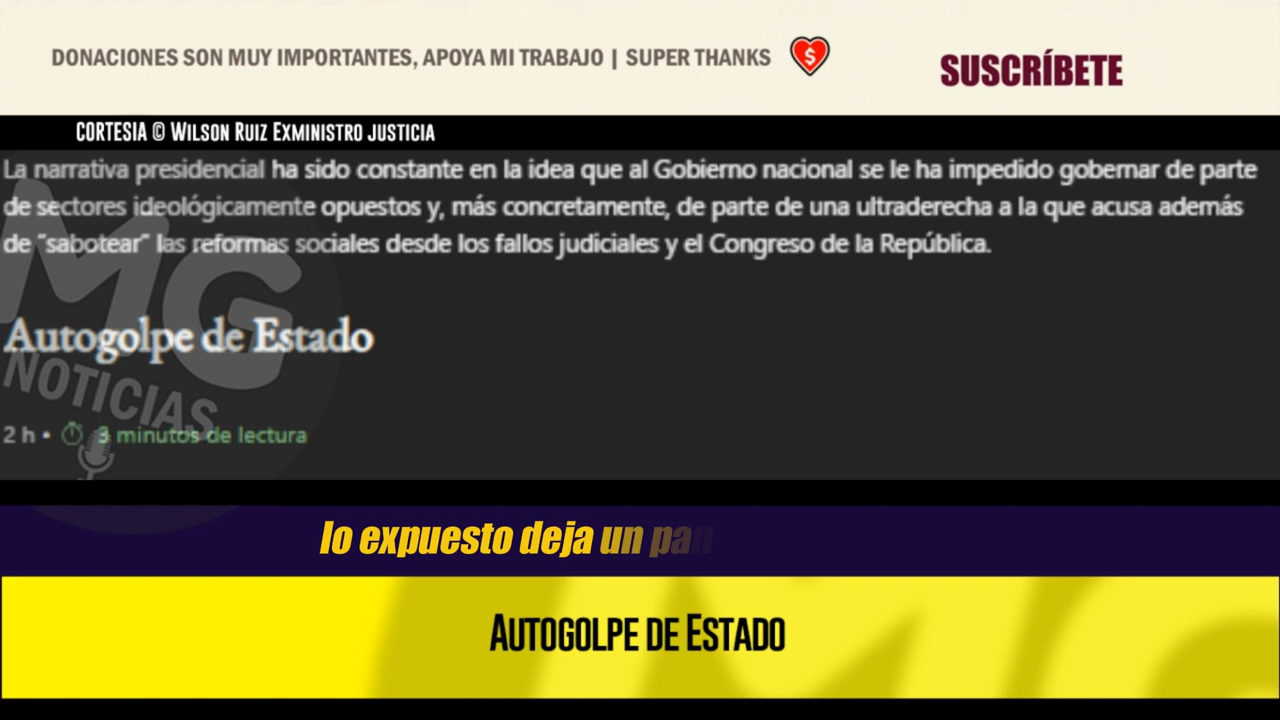 DONACIONES SON MUY IMPORTANTES, APOYA MI TRABAJO | SUPER THANKS $
SUSCRÍBETE
CORTESIA © WILSON RUIZ EXMINISTRO JUSTICIA
La narrativa presidencial ha sido constante en la idea que al Gobierno nacional se le ha impedido gobernar de parte
de sectores ideológicamente opuestos y, más concretamente, de parte de una ultraderecha a la que acusa además
de "sabotear" las reformas sociales desde los fallos judiciales y el Congreso de la República.
MG
Autogolpe de Estado
NOTICIAS
2 h • 3 minutos de lectura
lo expuesto deja un pan
AUTOGOLPE DE ESTADO
MG